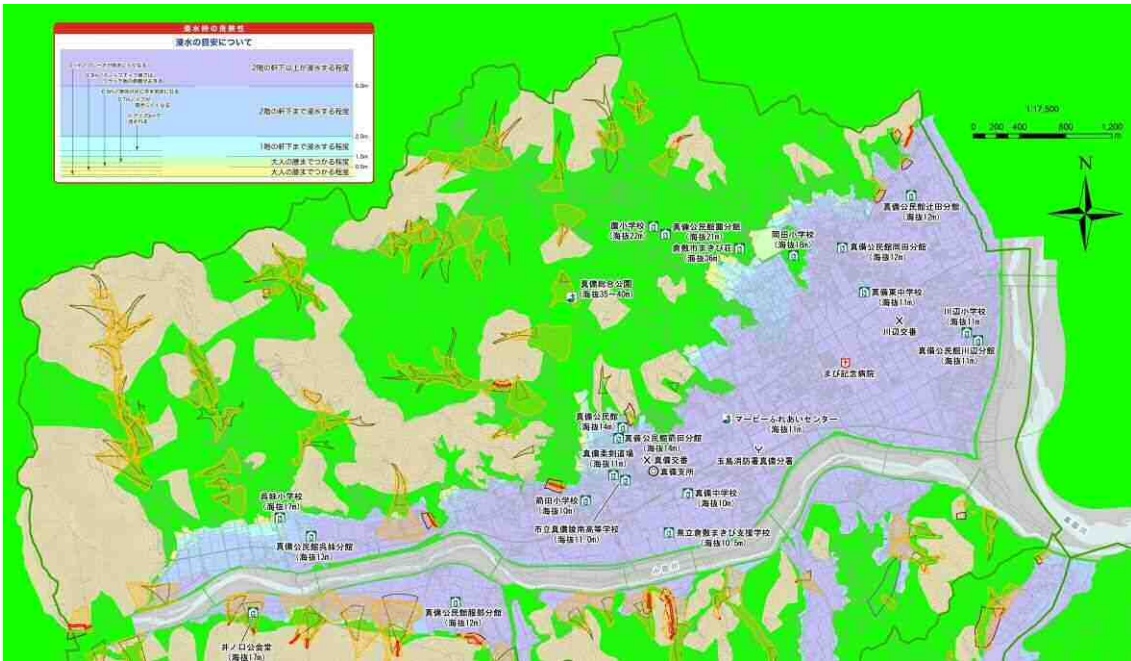 浸水時の危険性
浸水の目安について
2階の軒下以上が浸水する程度
5.0m
2階の軒下まで浸水する程度
2.0m
1階の軒下まで浸水する程度
1.5m
大人の腰までつかる程度
0.5m
大人の膝までつかる程度
1:17,500
0 200 400 800 1,200
m
N
真備公民館辻田分館
(海抜12m)
薗小学校
(海抜22m)
真備公民館薗分館
(海抜21m)
倉敷市まきび荘
海抜26m
岡田小学校
(海抜18m)
真備公民館岡田分館
(海抜12m)
真備総合公園
(海抜35~40m)
真備東中学校
(海抜11m)
川辺小学校
(海抜11m)
川辺交番
真備公民館川辺分館
(海抜11m)
まび記念病院
真備公民館
(海抜14m)
マービーふれあいセンター
(海抜11m)
真備公民館箭田分館
(海抜14m)
真備柔剣道場
(海抜11m)
真備交番
真備支所
玉島消防署真備分署
呉妹小学校
(海抜17m)
箭田小学校
(海抜10m)
真備中学校
(海抜10m)
市立真備陵南高等学校
(海抜11.0m)
真備公民館呉妹分館
(海抜12m)
県立倉敷まきび支援学校
(海抜10.5m)
真備公民館服部分館
(海抜12m)
井ノ口公会堂
(海抜17m)